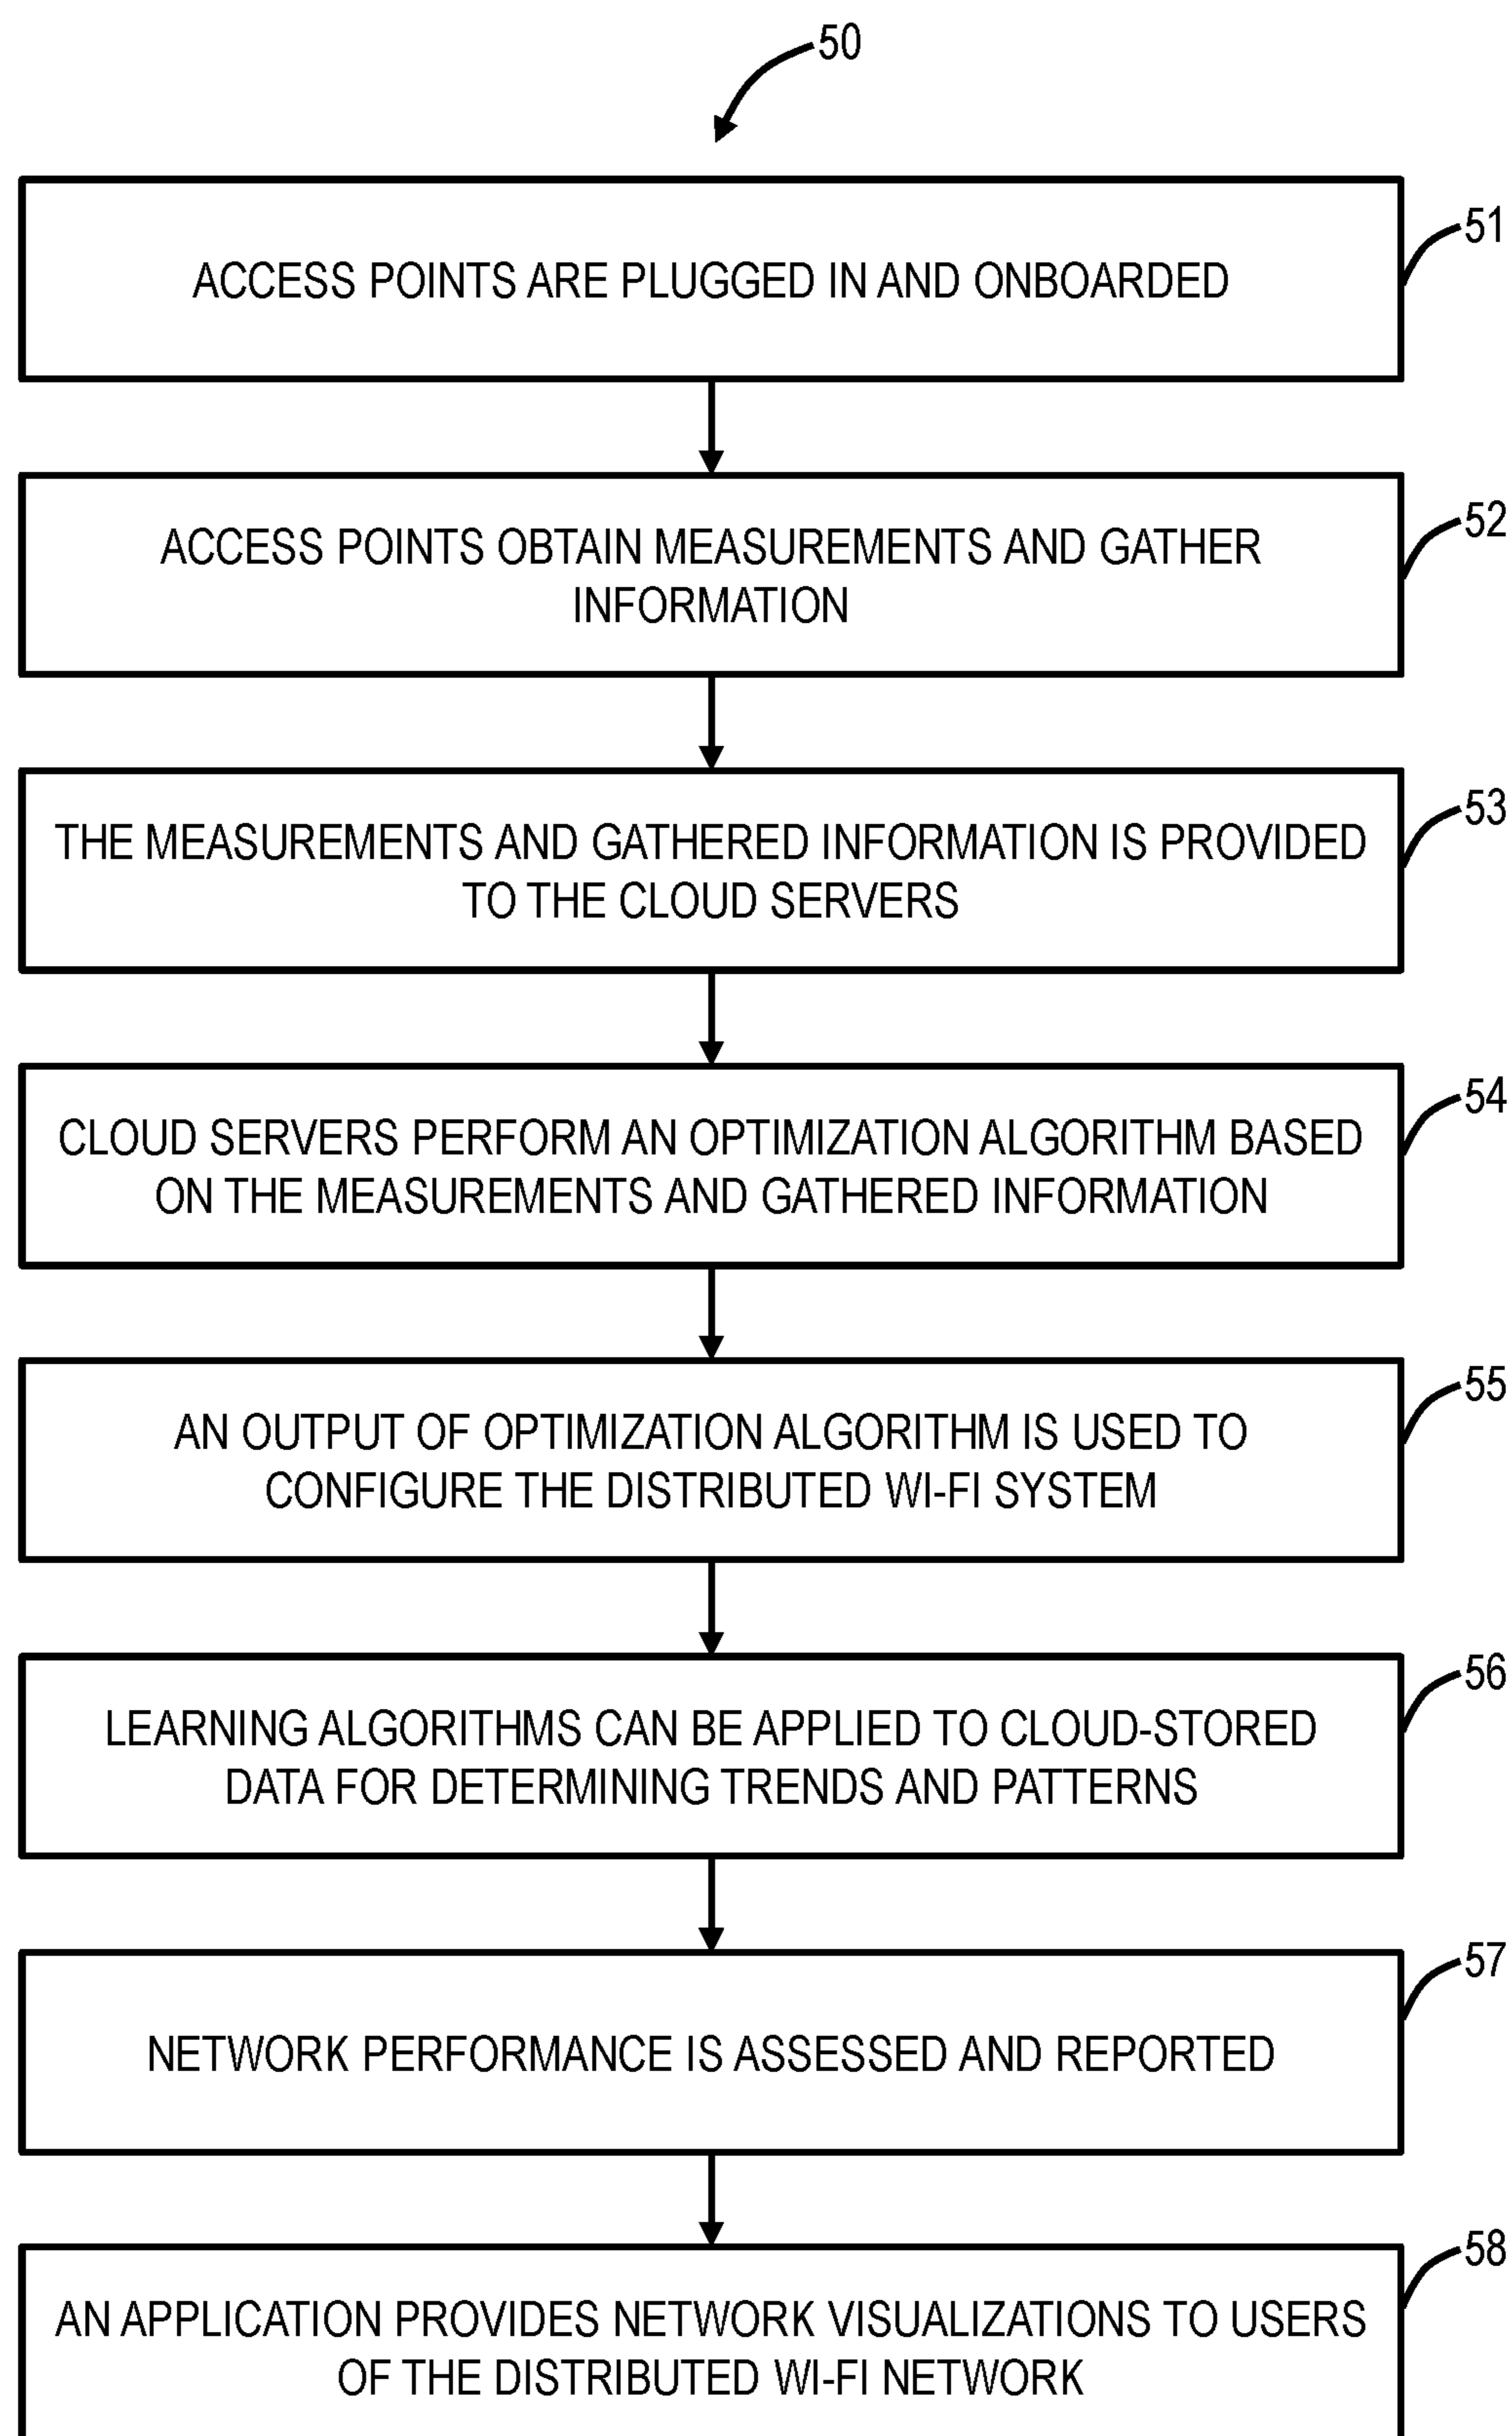 50
51
ACCESS POINTS ARE PLUGGED IN AND ONBOARDED
52
ACCESS POINTS OBTAIN MEASUREMENTS AND GATHER
INFORMATION
53
THE MEASUREMENTS AND GATHERED INFORMATION IS PROVIDED
TO THE CLOUD SERVERS
54
CLOUD SERVERS PERFORM AN OPTIMIZATION ALGORITHM BASED
ON THE MEASUREMENTS AND GATHERED INFORMATION
55
AN OUTPUT OF OPTIMIZATION ALGORITHM IS USED TO
CONFIGURE THE DISTRIBUTED WI-FI SYSTEM
56
LEARNING ALGORITHMS CAN BE APPLIED TO CLOUD-STORED
DATA FOR DETERMINING TRENDS AND PATTERNS
57
NETWORK PERFORMANCE IS ASSESSED AND REPORTED
58
AN APPLICATION PROVIDES NETWORK VISUALIZATIONS TO USERS
OF THE DISTRIBUTED WI-FI NETWORK